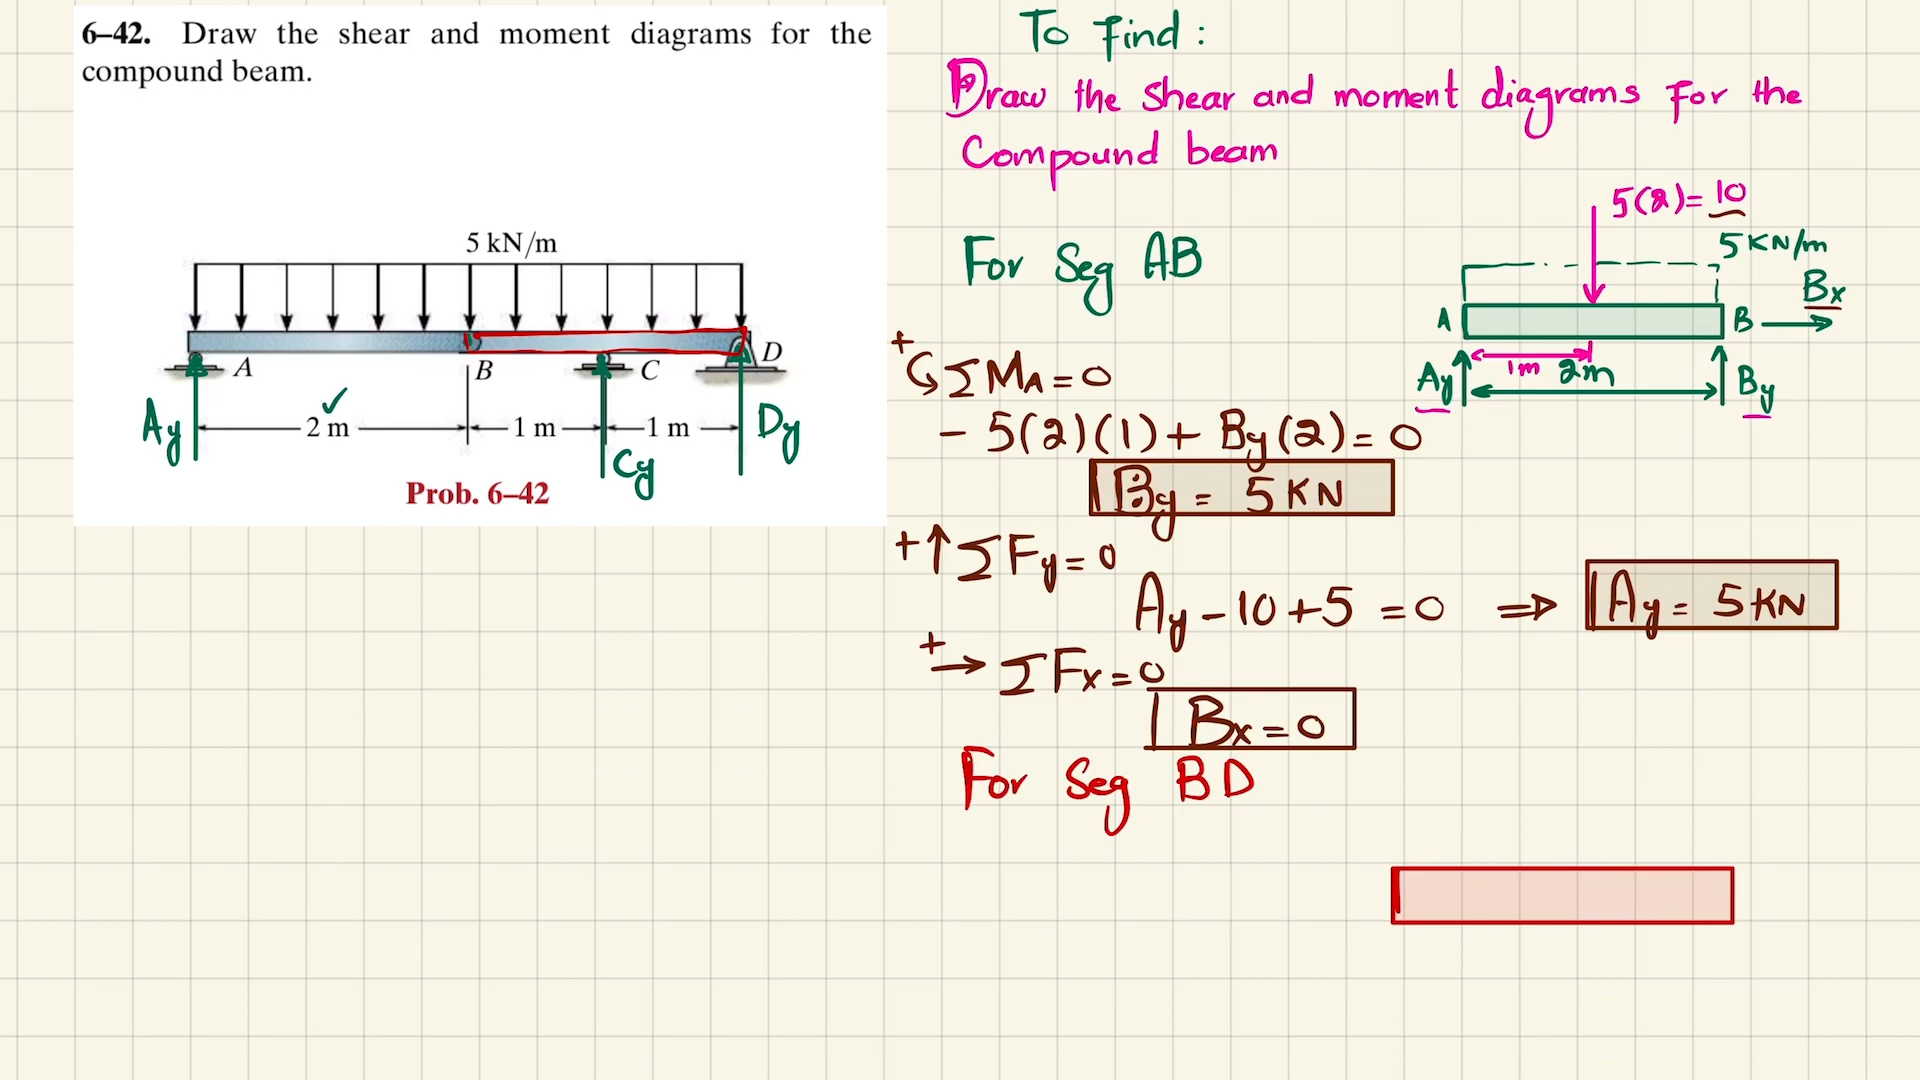 6–42. Draw the shear and moment diagrams for the
compound beam.
5 kN/m
A
B
C
D
2 m
1 m
1 m
Ay
Cy
Dy
Prob. 6–42
To Find :
Draw the Shear and moment diagrams For the
Compound beam
For Seg AB
5(2)= 10
5 KN/m
Bx
A
B
Ay
1m
2m
By
+ ΣMA = 0
- 5(2)(1) + By(2) = 0
By = 5 KN
+↑ ΣFy = 0
Ay - 10 + 5 = 0 ⇒ Ay = 5 KN
+→ ΣFx = 0
Bx = 0
For Seg BD